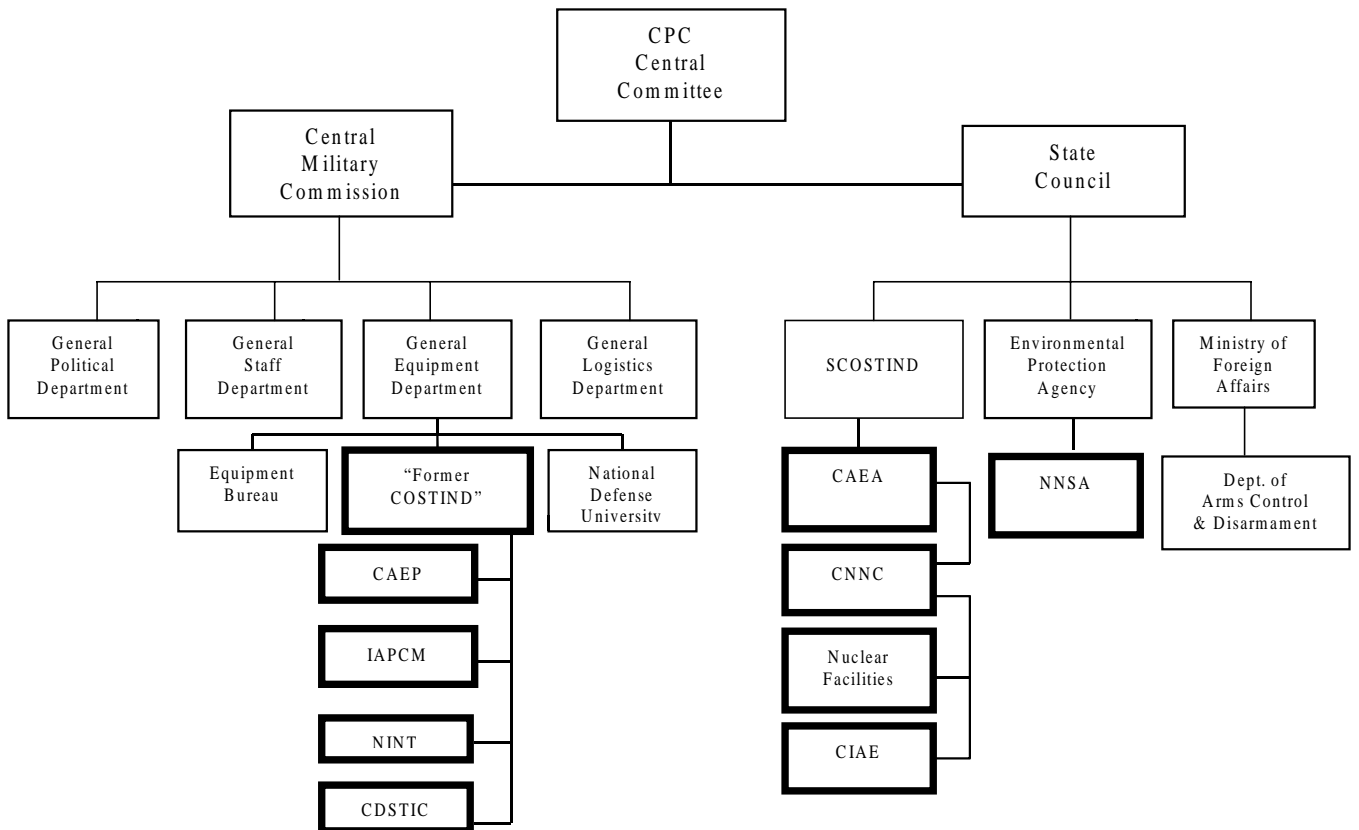 CPC
Central
Committee
Central
Military
Commission
State
Council
General
Political
Department
General
Staff
Department
General
Equipment
Department
General
Logistics
Department
SCOSTIND
Environmental
Protection
Agency
Ministry of
Foreign
Affairs
Equipment
Bureau
“Former
COSTIND”
National
Defense
University
CAEA
NNSA
Dept. of
Arms Control
& Disarmament
CAEP
CNNC
IAPCM
Nuclear
Facilities
NINT
CIAE
CDSTIC